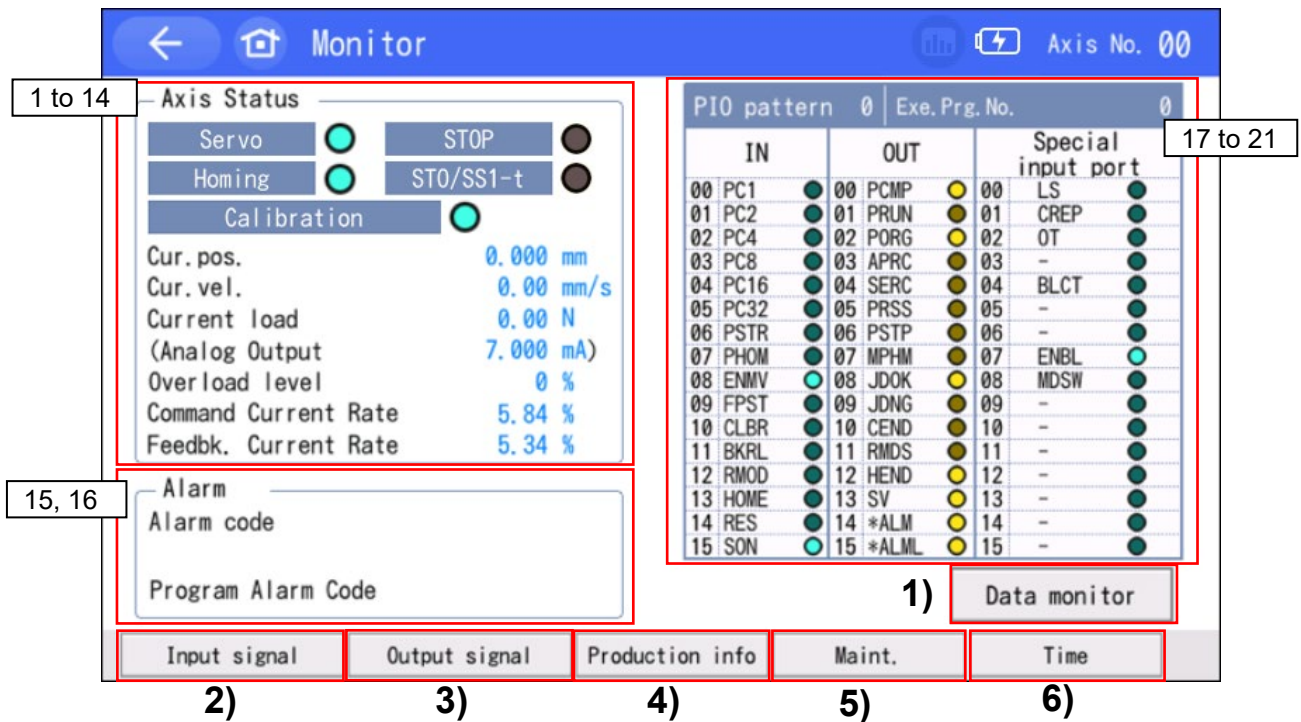 Monitor Axis No. 00
1 to 14
Axis Status
Servo STOP
Homing STO/SS1-t
Calibration
Cur.pos. 0.000 mm
Cur.vel. 0.00 mm/s
Current load 0.00 N
(Analog Output 7.000 mA)
Overload level 0 %
Command Current Rate 5.84 %
Feedbk. Current Rate 5.34 %
15, 16
Alarm
Alarm code
Program Alarm Code
17 to 21
PIO pattern 0 Exe.Prg.No. 0
IN OUT Special input port
00 PC1 00 PCMP 00 LS
01 PC2 01 PRUN 01 CREP
02 PC4 02 PORG 02 OT
03 PC8 03 APRC 03 -
04 PC16 04 SERC 04 BLCT
05 PC32 05 PRSS 05 -
06 PSTR 06 PSTP 06 -
07 PHOM 07 MPHM 07 ENBL
08 ENMV 08 JDOK 08 MDSW
09 FPST 09 JDNG 09 -
10 CLBR 10 CEND 10 -
11 BKRL 11 RMDS 11 -
12 RMOD 12 HEND 12 -
13 HOME 13 SV 13 -
14 RES 14 *ALM 14 -
15 SON 15 *ALML 15 -
1) Data monitor
Input signal Output signal Production info Maint. Time
2) 3) 4) 5) 6)